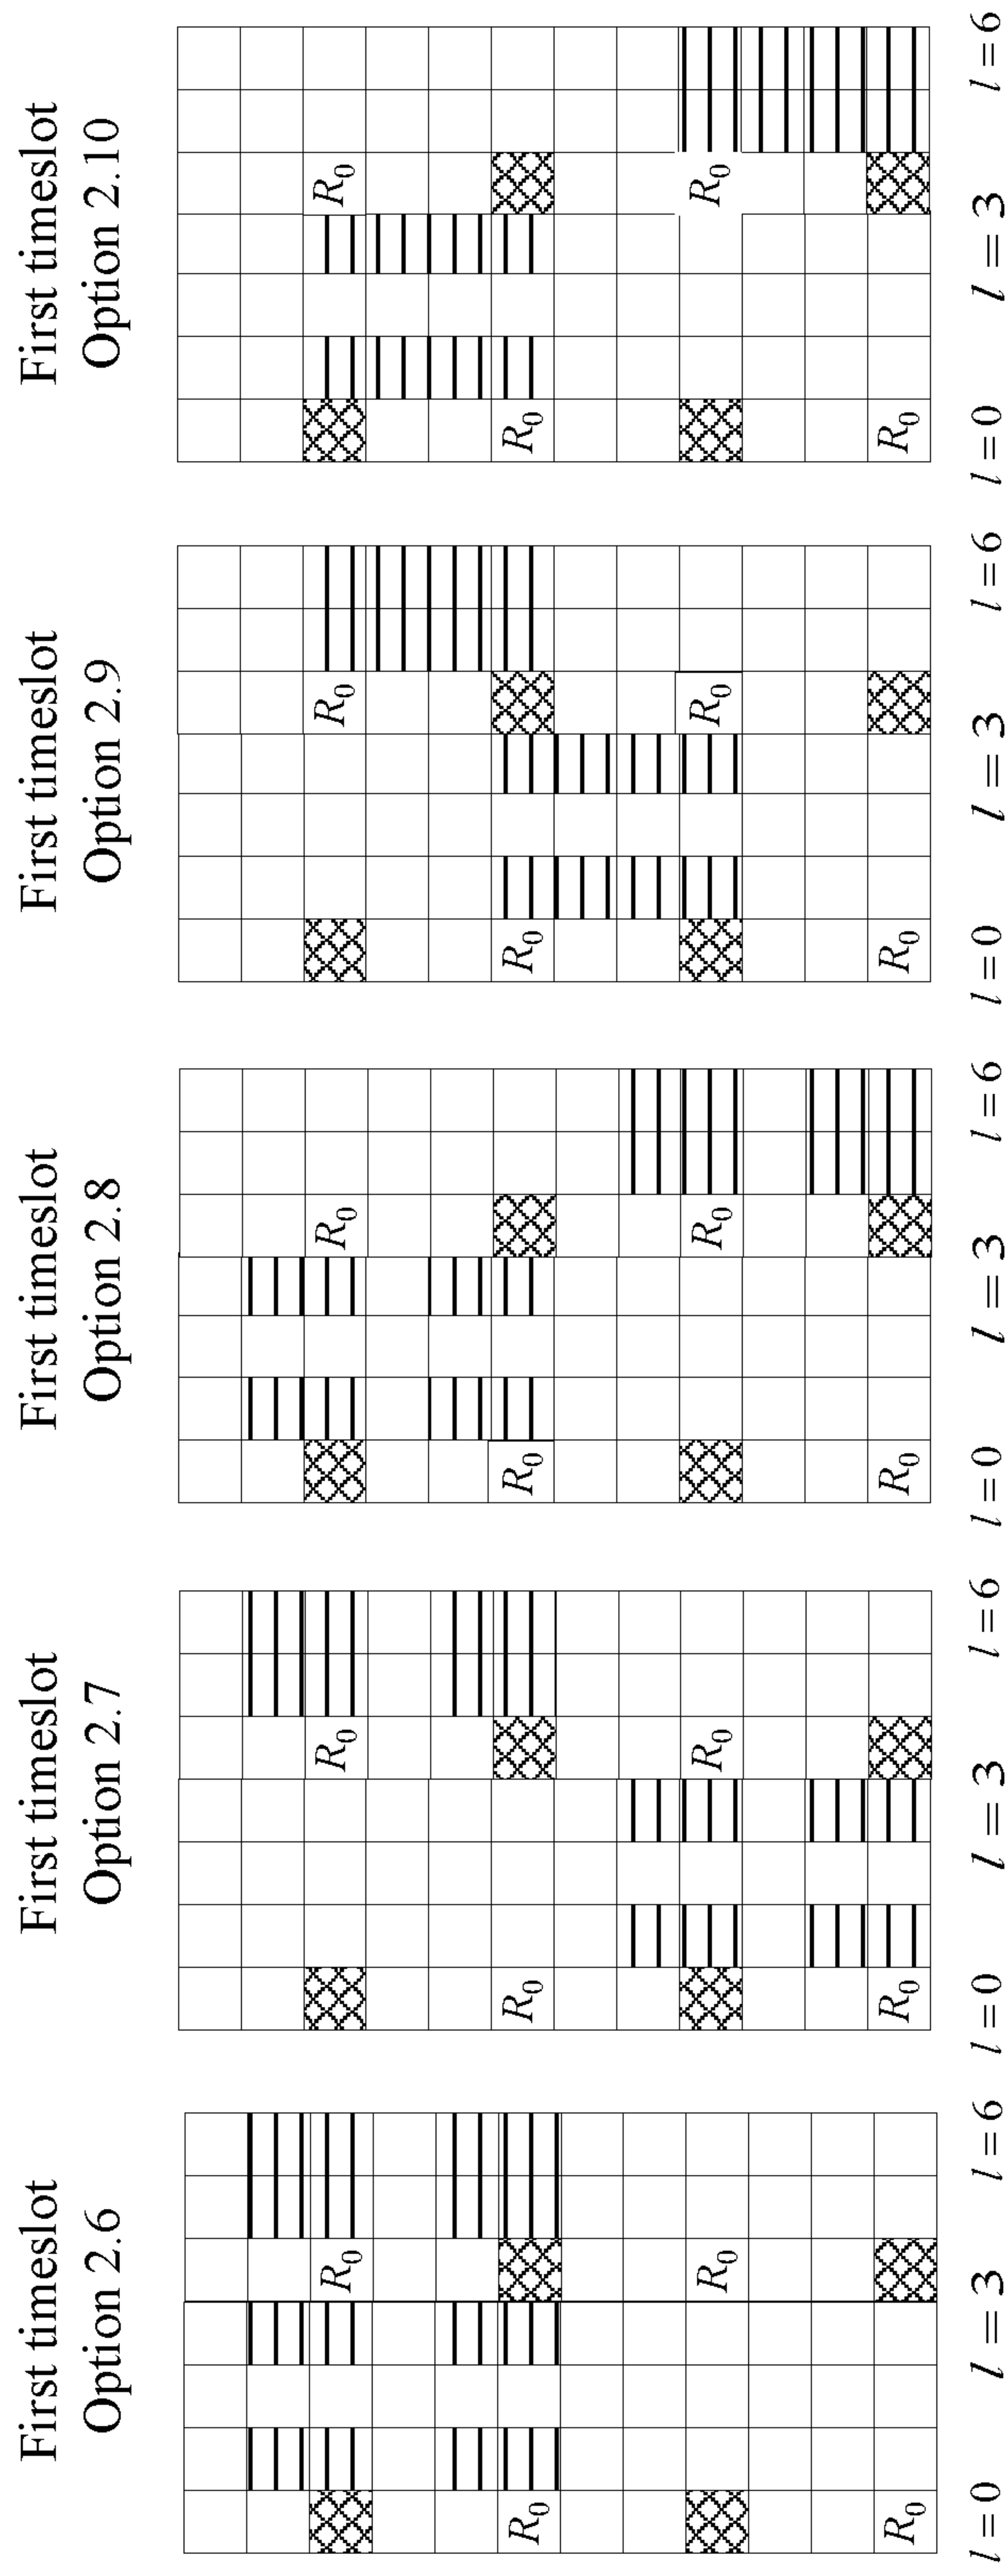 First timeslot
Option 2.6
R0
R0
R0
R0
l = 0
l = 3
l = 6
First timeslot
Option 2.7
R0
R0
R0
R0
l = 0
l = 3
l = 6
First timeslot
Option 2.8
R0
R0
R0
R0
l = 0
l = 3
l = 6
First timeslot
Option 2.9
R0
R0
R0
R0
l = 0
l = 3
l = 6
First timeslot
Option 2.10
R0
R0
R0
R0
l = 0
l = 3
l = 6